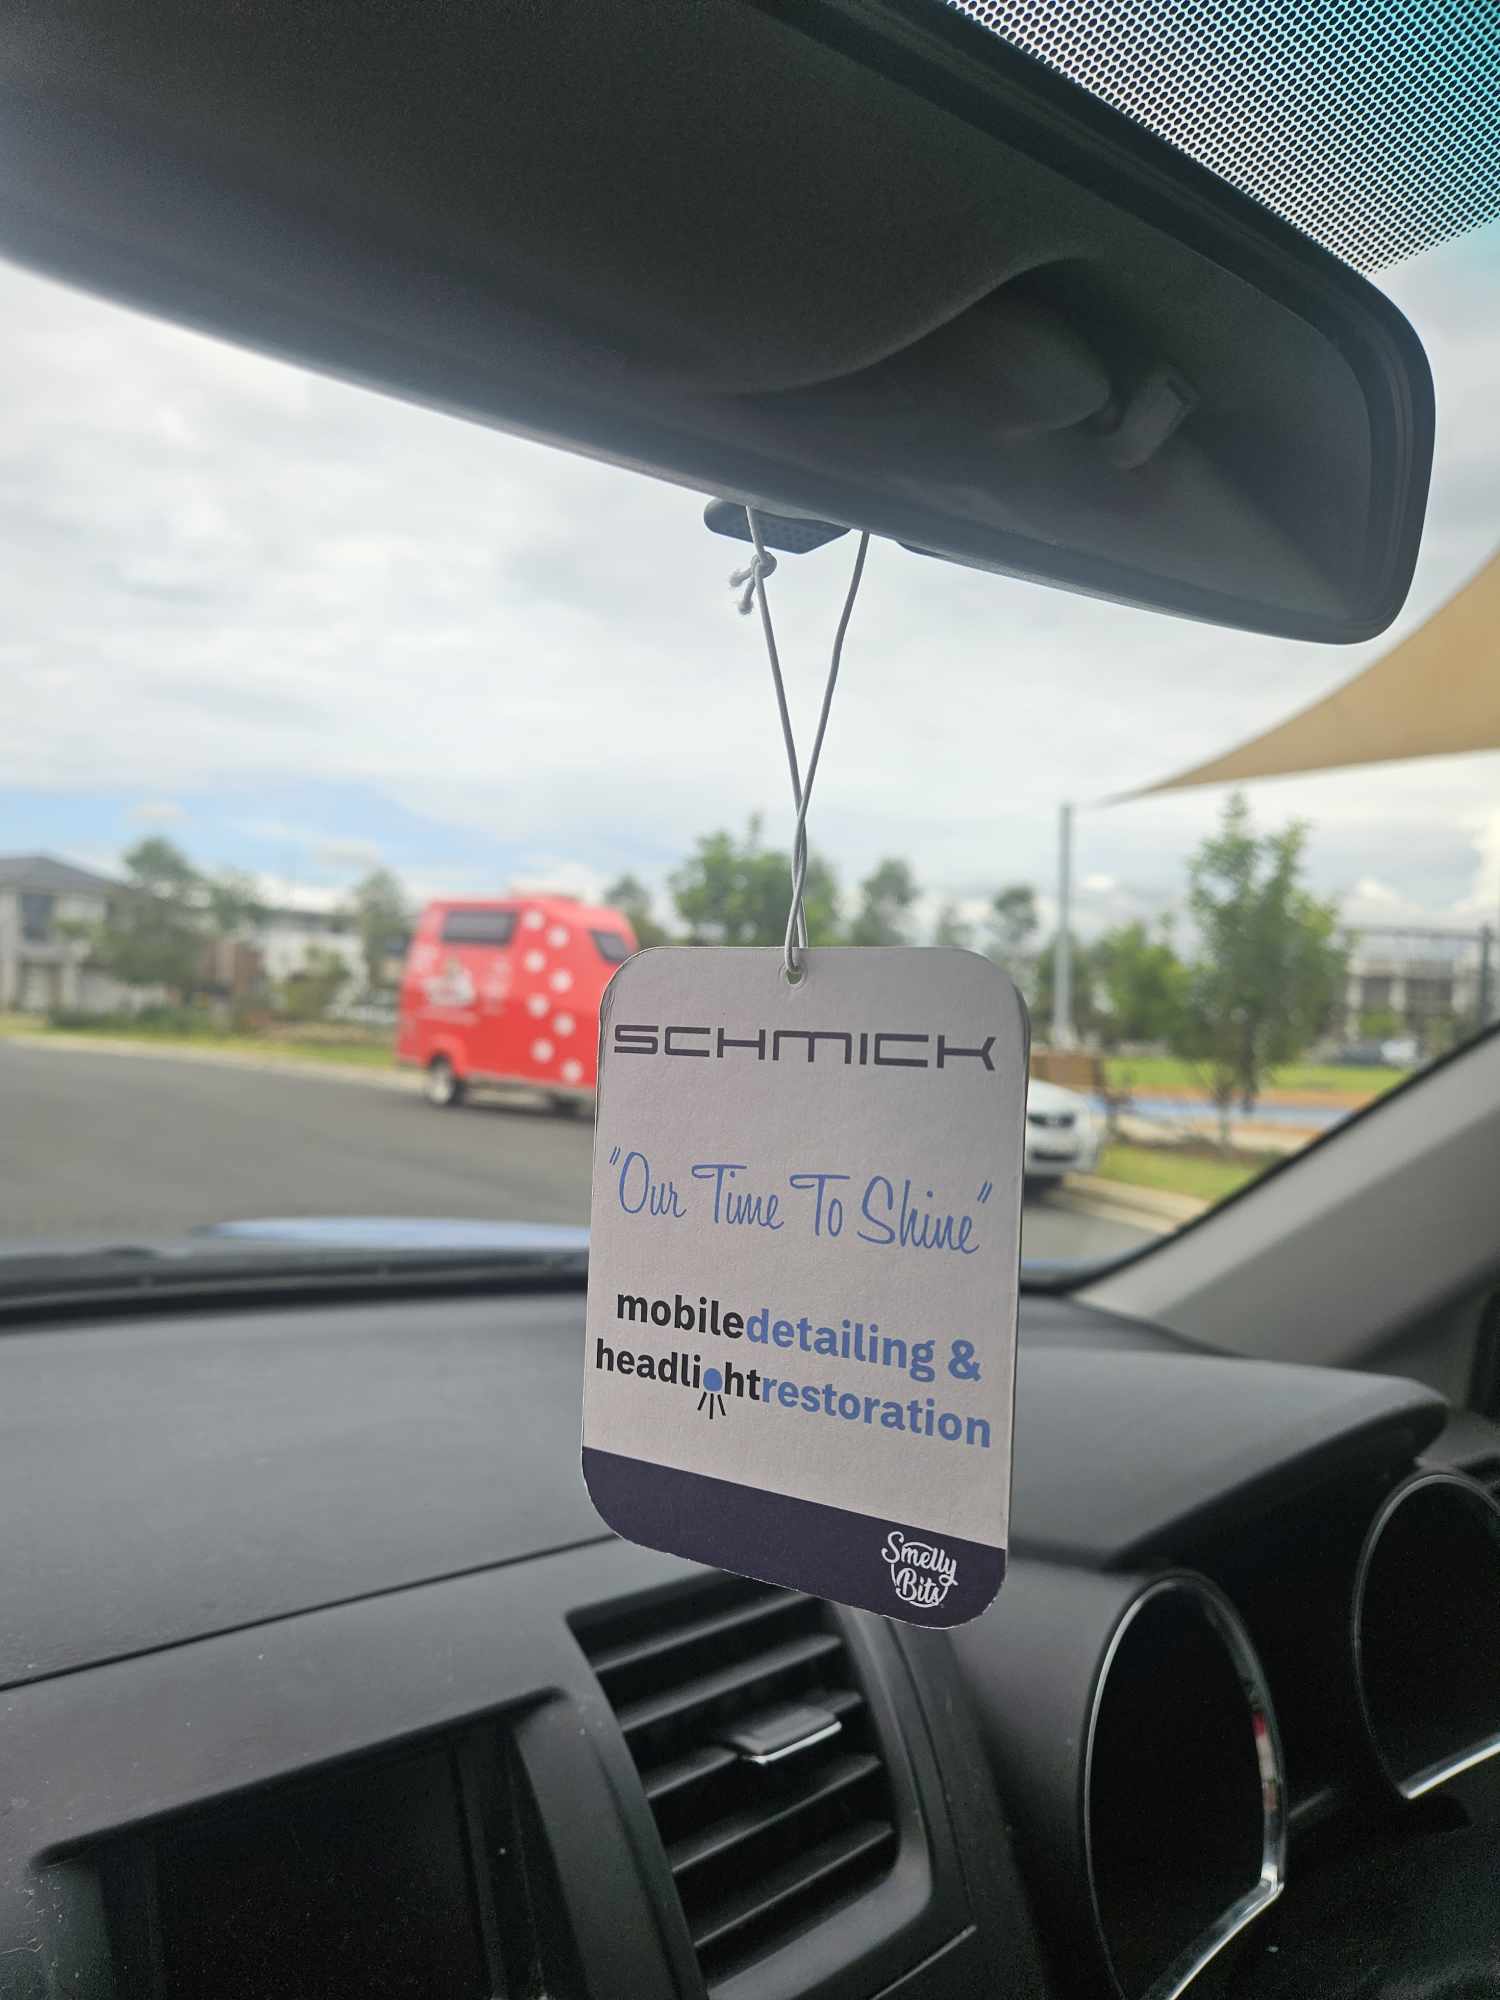 SCHMICK
"Our Time To Shine"
mobiledetailing &
headlightrestoration
Smelly
Bits